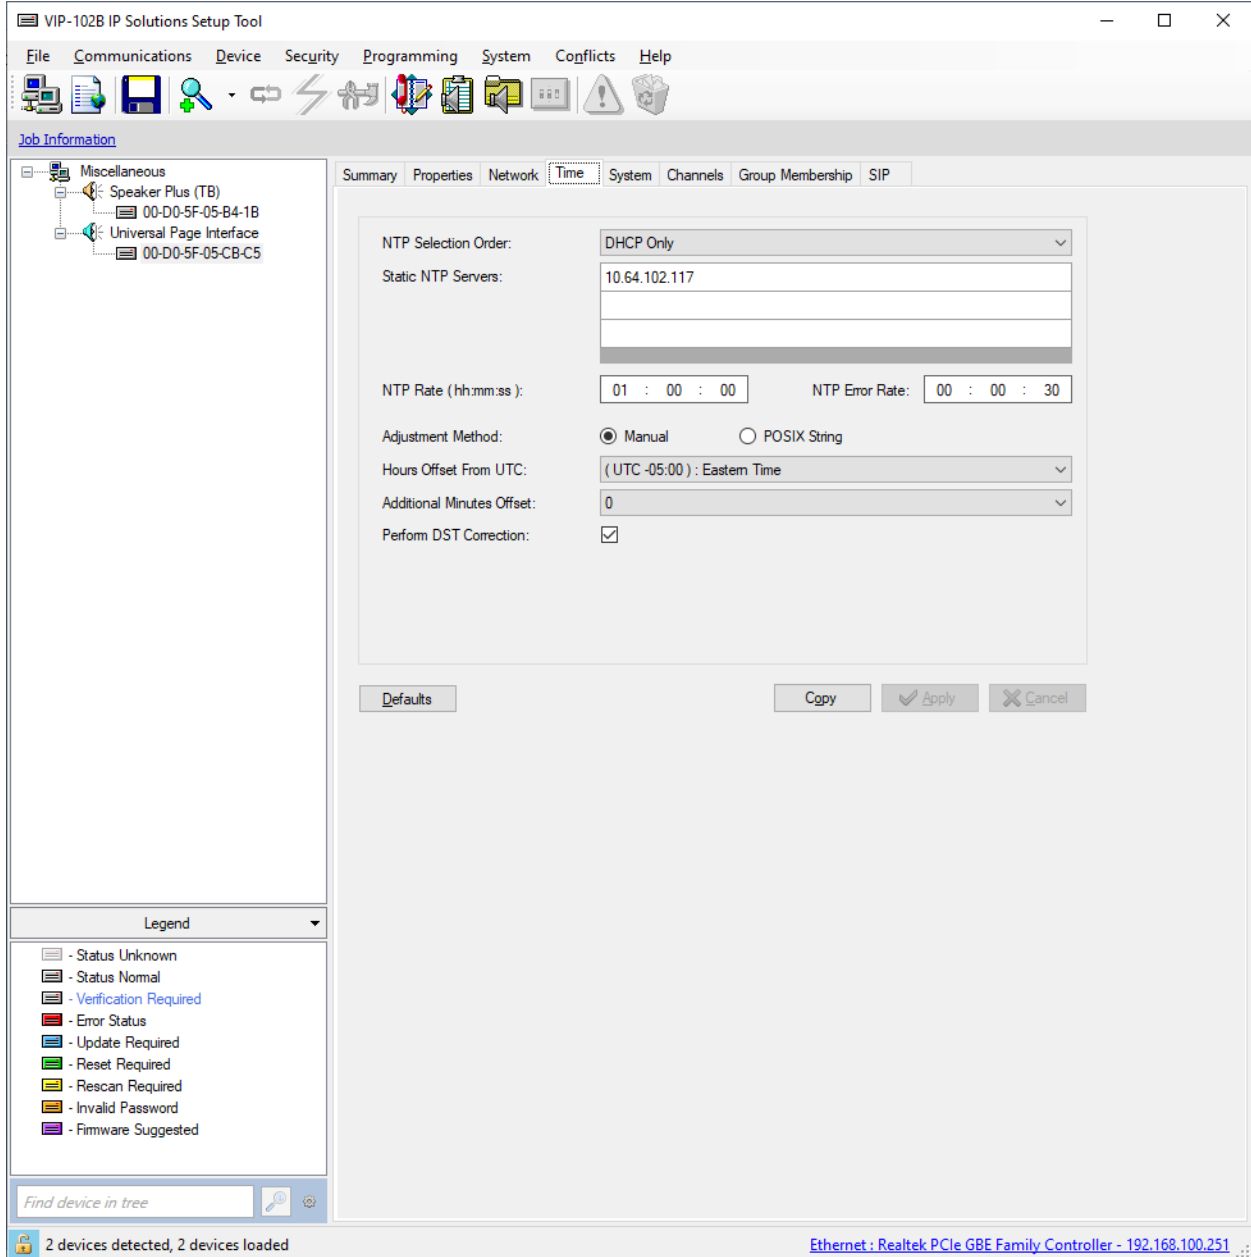 VIP-102B IP Solutions Setup Tool
File Communications Device Security Programming System Conflicts Help
Job Information
Miscellaneous
Speaker Plus (TB)
00-D0-5F-05-B4-1B
Universal Page Interface
00-D0-5F-05-CB-C5
Summary Properties Network Time System Channels Group Membership SIP
NTP Selection Order: DHCP Only
Static NTP Servers: 10.64.102.117
NTP Rate ( hh:mm:ss ): 01 : 00 : 00 NTP Error Rate: 00 : 00 : 30
Adjustment Method: Manual POSIX String
Hours Offset From UTC: ( UTC -05:00 ) : Eastern Time
Additional Minutes Offset: 0
Perform DST Correction:
Defaults Copy Apply Cancel
Legend
- Status Unknown
- Status Normal
- Verification Required
- Error Status
- Update Required
- Reset Required
- Rescan Required
- Invalid Password
- Firmware Suggested
Find device in tree
2 devices detected, 2 devices loaded Ethernet : Realtek PCIe GBE Family Controller - 192.168.100.251